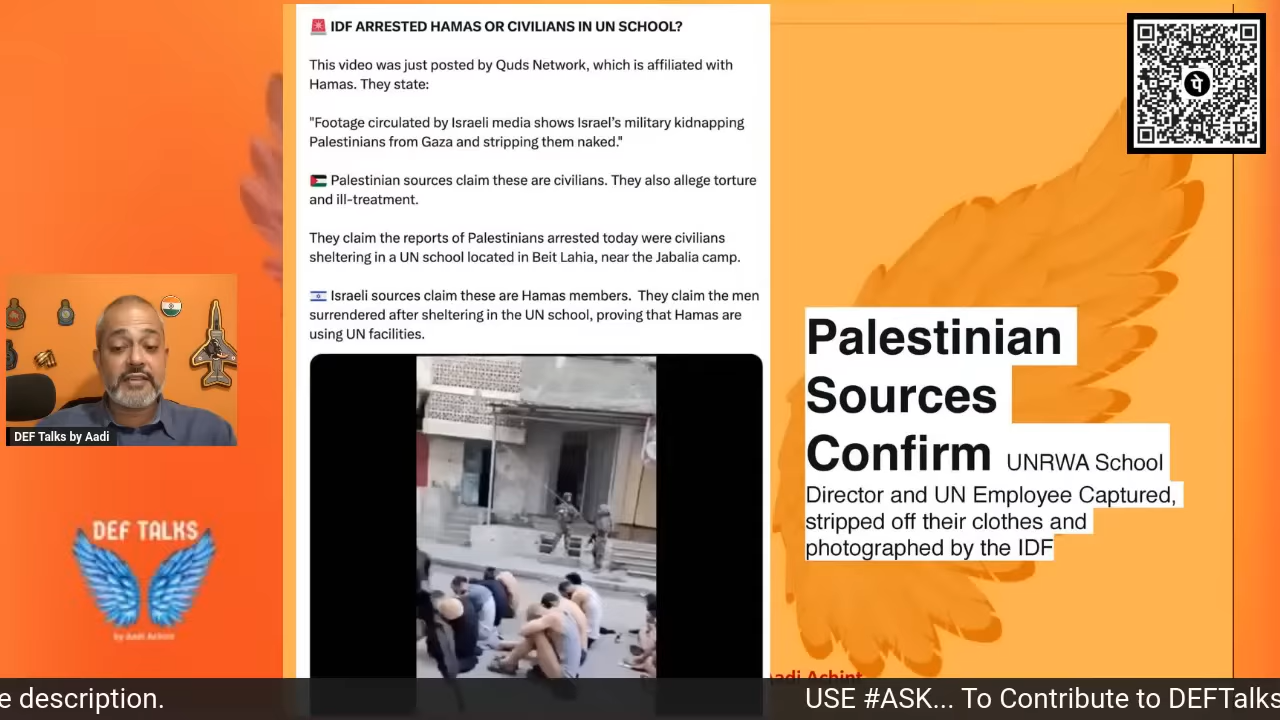 🚨 IDF ARRESTED HAMAS OR CIVILIANS IN UN SCHOOL?
This video was just posted by Quds Network, which is affiliated with
Hamas. They state:
"Footage circulated by Israeli media shows Israel's military kidnapping
Palestinians from Gaza and stripping them naked."
🇵🇸 Palestinian sources claim these are civilians. They also allege torture
and ill-treatment.
They claim the reports of Palestinians arrested today were civilians
sheltering in a UN school located in Beit Lahia, near the Jabalia camp.
🇮🇱 Israeli sources claim these are Hamas members. They claim the men
surrendered after sheltering in the UN school, proving that Hamas are
using UN facilities.
पे
Palestinian
Sources
Confirm UNRWA School
Director and UN Employee Captured,
stripped off their clothes and
photographed by the IDF
DEF Talks by Aadi
DEF TALKS
by Aadi Achint
Aadi Achint
e description.
USE #ASK... To Contribute to DEFTalks